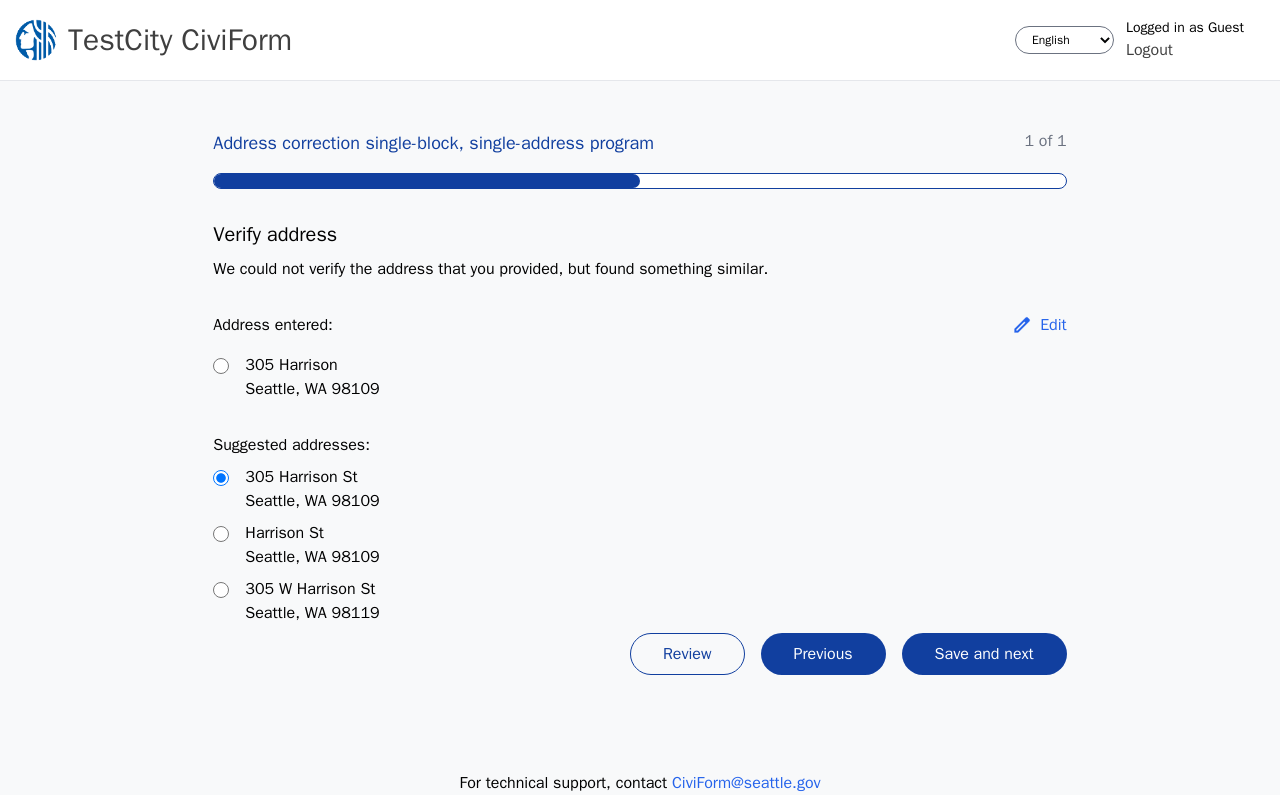 TestCity CiviForm
English
Logged in as Guest
Logout
Address correction single-block, single-address program
1 of 1
Verify address
We could not verify the address that you provided, but found something similar.
Address entered:
Edit
305 Harrison
Seattle, WA 98109
Suggested addresses:
305 Harrison St
Seattle, WA 98109
Harrison St
Seattle, WA 98109
305 W Harrison St
Seattle, WA 98119
Review
Previous
Save and next
For technical support, contact CiviForm@seattle.gov